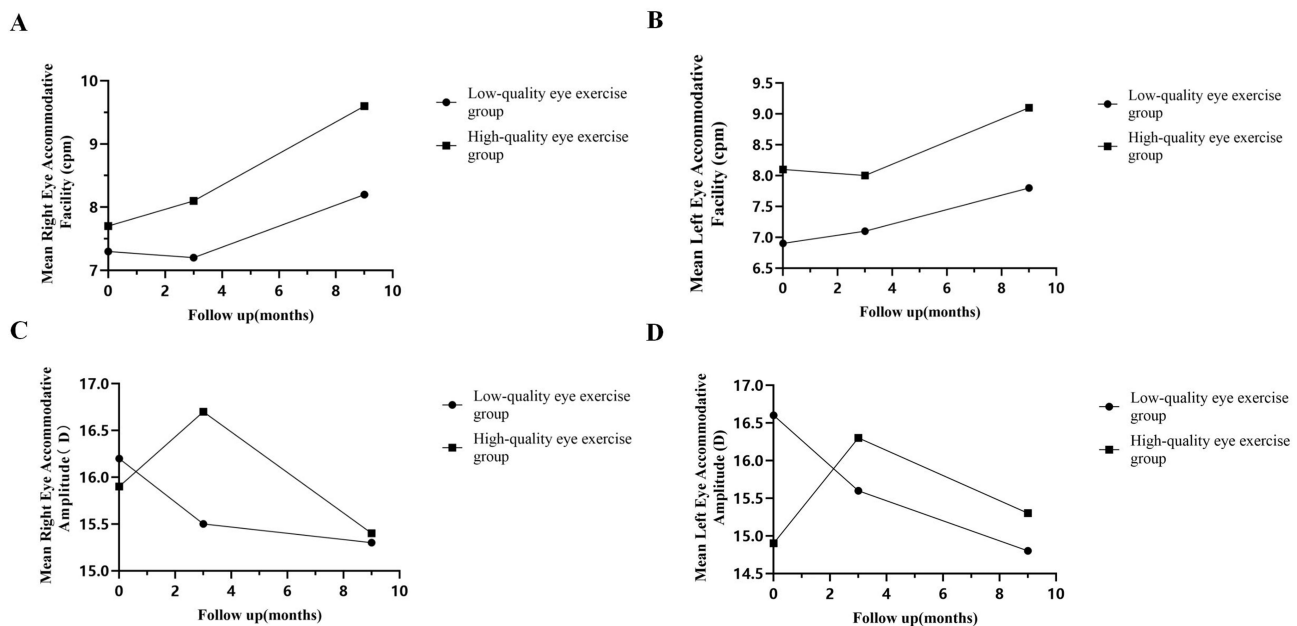 A
Mean Right Eye Accommodative
Facility (cpm)
10
9
8
7
0 2 4 6 8 10
Follow up(months)
Low-quality eye exercise
group
High-quality eye exercise
group
B
Mean Left Eye Accommodative
Facility (cpm)
9.5
9.0
8.5
8.0
7.5
7.0
6.5
0 2 4 6 8 10
Follow up(months)
Low-quality eye exercise
group
High-quality eye exercise
group
C
Mean Right Eye Accommodative
Amplitude（D）
17.0
16.5
16.0
15.5
15.0
0 2 4 6 8 10
Follow up(months)
Low-quality eye exercise
group
High-quality eye exercise
group
D
Mean Left Eye Accommodative
Amplitude (D)
17.0
16.5
16.0
15.5
15.0
14.5
0 2 4 6 8 10
Follow up(months)
Low-quality eye exercise
group
High-quality eye exercise
group